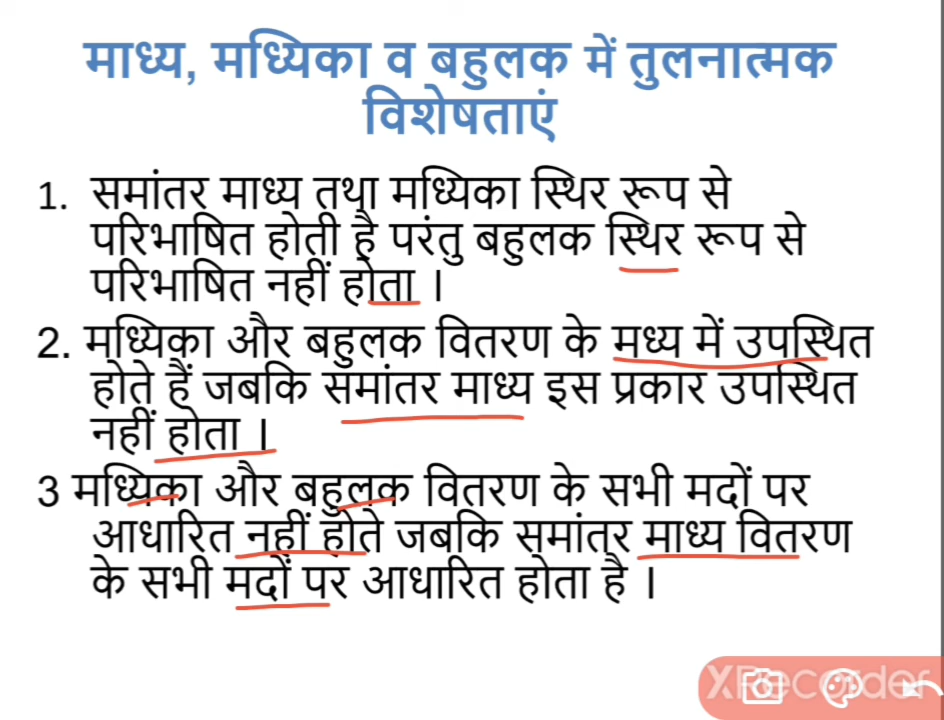 माध्य, मध्यिका व बहुलक में तुलनात्मक
विशेषताएं
1. समांतर माध्य तथा मध्यिका स्थिर रूप से
परिभाषित होती है परंतु बहुलक स्थिर रूप से
परिभाषित नहीं होता ।
2. मध्यिका और बहुलक वितरण के मध्य में उपस्थित
होते हैं जबकि समांतर माध्य इस प्रकार उपस्थित
नहीं होता ।
3 मध्यिका और बहुलक वितरण के सभी मदों पर
आधारित नहीं होते जबकि समांतर माध्य वितरण
के सभी मदों पर आधारित होता है ।
XRecorder